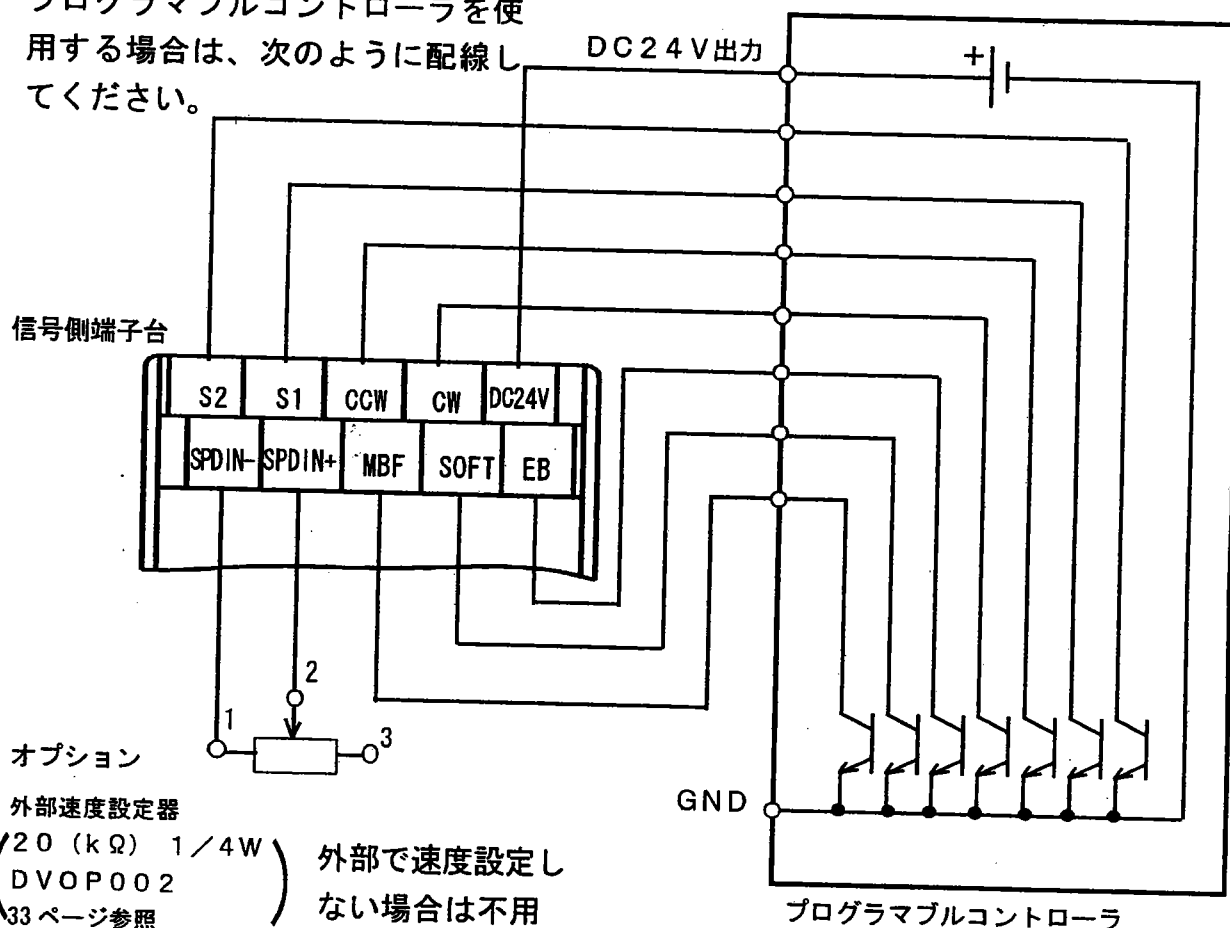 プログラマブルコントローラを使
用する場合は、次のように配線し
てください。
DC24V出力
+
信号側端子台
S2 S1 CCW CW DC24V
SPDIN- SPDIN+ MBF SOFT EB
1
2
3
オプション
外部速度設定器
20 (kΩ) 1/4W
DVOP002
33ページ参照
外部で速度設定し
ない場合は不用
GND
プログラマブルコントローラ